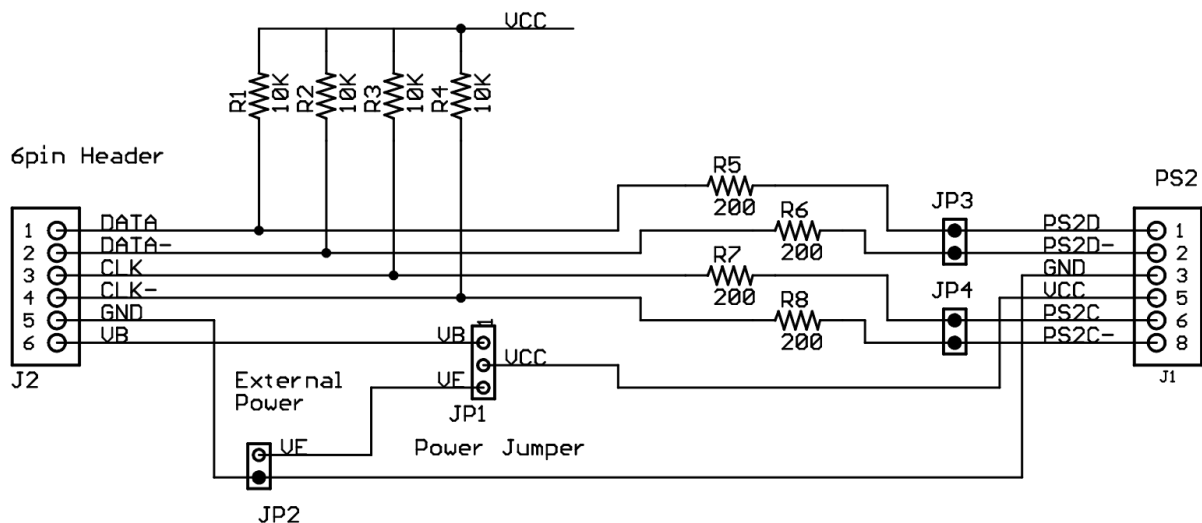 VCC
R1 10K R2 10K R3 10K R4 10K
6pin Header
R5
200
PS2
JP3
R6
200
1 DATA
2 DATA-
3 CLK
4 CLK-
5 GND
6 VB
J2
R7
200
R8
200
JP4
PS2D 1
PS2D- 2
GND 3
VCC 5
PS2C 6
PS2C- 8
J1
1
VB
VCC
VE
JP1
External
Power
Power Jumper
VE
JP2